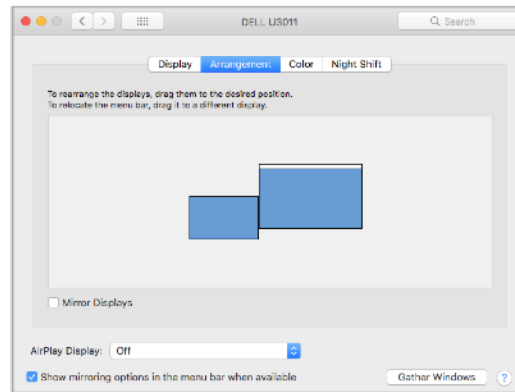 DELL U3011
Search
Display Arrangement Color Night Shift
To rearrange the displays, drag them to the desired position.
To relocate the menu bar, drag it to a different display.
Mirror Displays
AirPlay Display: Off
Show mirroring options in the menu bar when available
Gather Windows ?